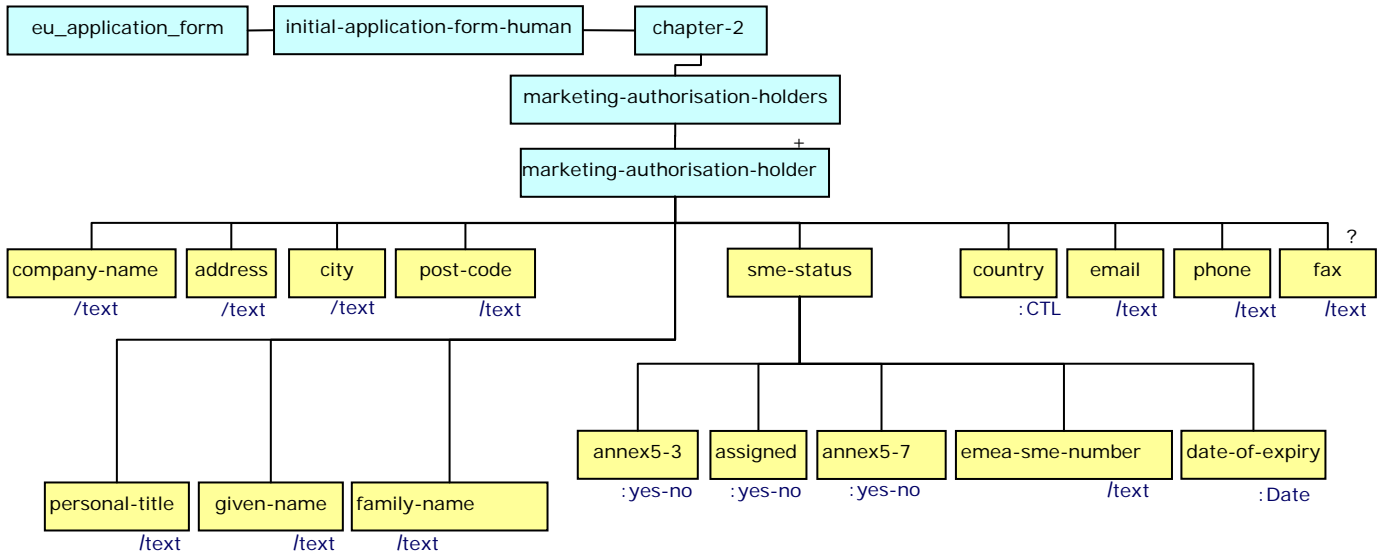 eu_application_form initial-application-form-human chapter-2
marketing-authorisation-holders
+
marketing-authorisation-holder
?
company-name address city post-code sme-status country email phone fax
/text /text /text /text :CTL /text /text /text
annex5-3 assigned annex5-7 emea-sme-number date-of-expiry
:yes-no :yes-no :yes-no /text :Date
personal-title given-name family-name
/text /text /text